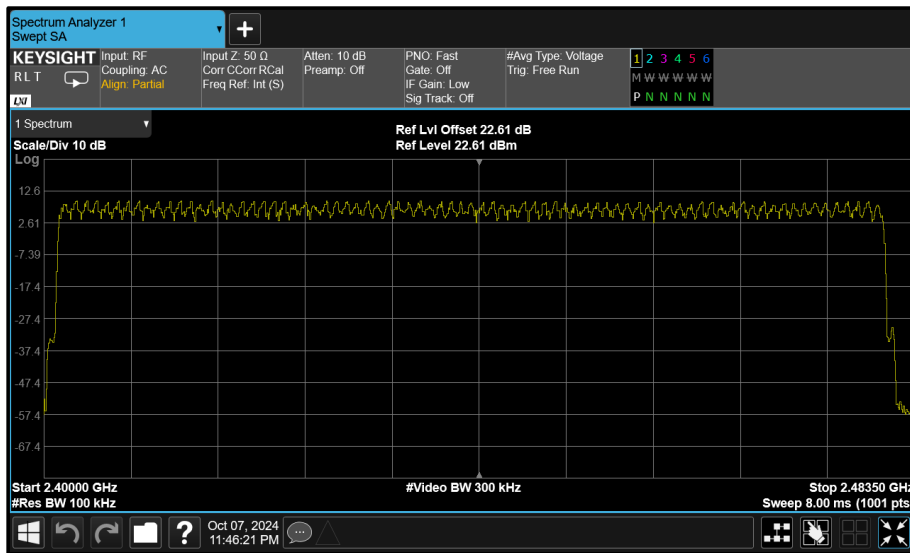 Spectrum Analyzer 1
Swept SA
+
KEYSIGHT Input: RF Input Z: 50 Ω Atten: 10 dB PNO: Fast #Avg Type: Voltage 1 2 3 4 5 6
R L T Coupling: AC Corr CCorr RCal Preamp: Off Gate: Off Trig: Free Run M W W W W W
Align: Partial Freq Ref: Int (S) IF Gain: Low
LXI Sig Track: Off P N N N N N
1 Spectrum
Ref Lvl Offset 22.61 dB
Scale/Div 10 dB Ref Level 22.61 dBm
Log
12.6
2.61
-7.39
-17.4
-27.4
-37.4
-47.4
-57.4
-67.4
Start 2.40000 GHz #Video BW 300 kHz Stop 2.48350 GHz
#Res BW 100 kHz Sweep 8.00 ms (1001 pts
? Oct 07, 2024
11:46:21 PM